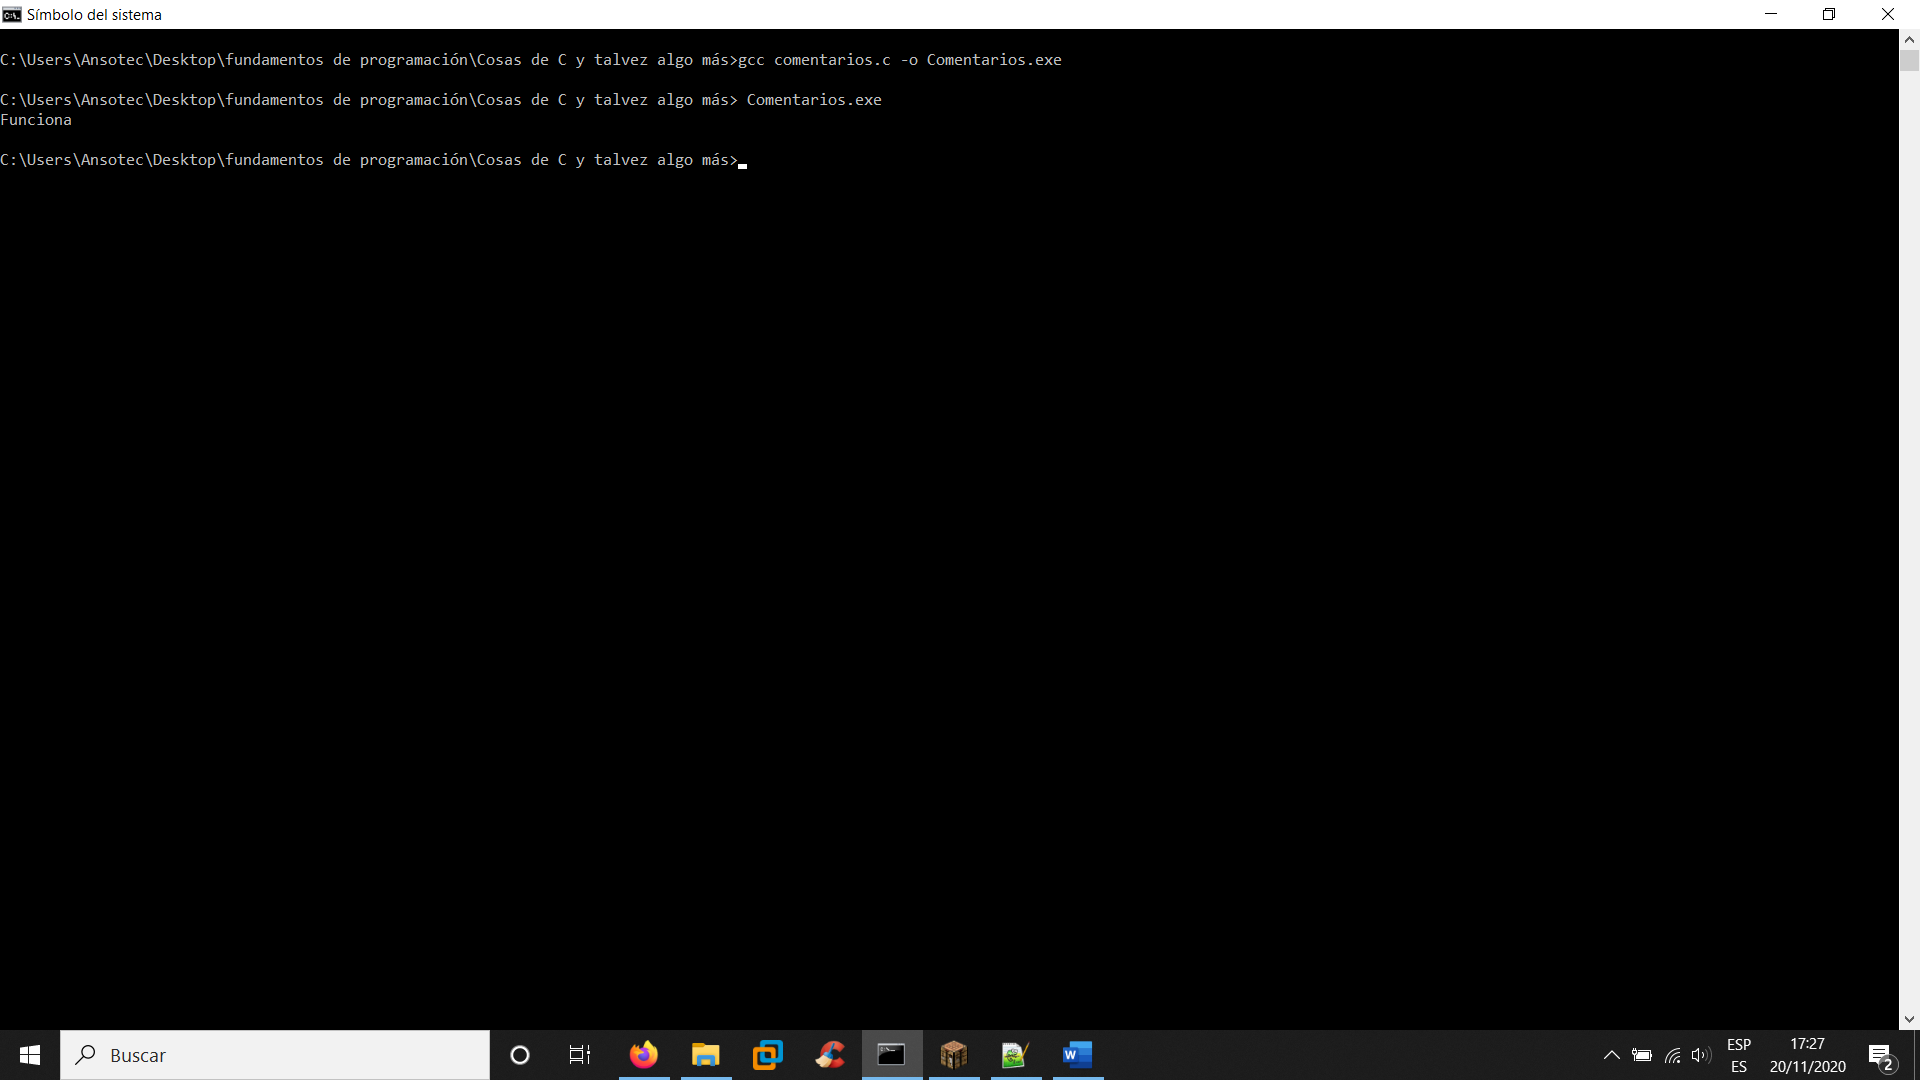 Símbolo del sistema
C:\Users\Ansotec\Desktop\fundamentos de programación\Cosas de C y talvez algo más>gcc comentarios.c -o Comentarios.exe
C:\Users\Ansotec\Desktop\fundamentos de programación\Cosas de C y talvez algo más> Comentarios.exe
Funciona
C:\Users\Ansotec\Desktop\fundamentos de programación\Cosas de C y talvez algo más>
Buscar
ESP
ES
17:27
20/11/2020
2